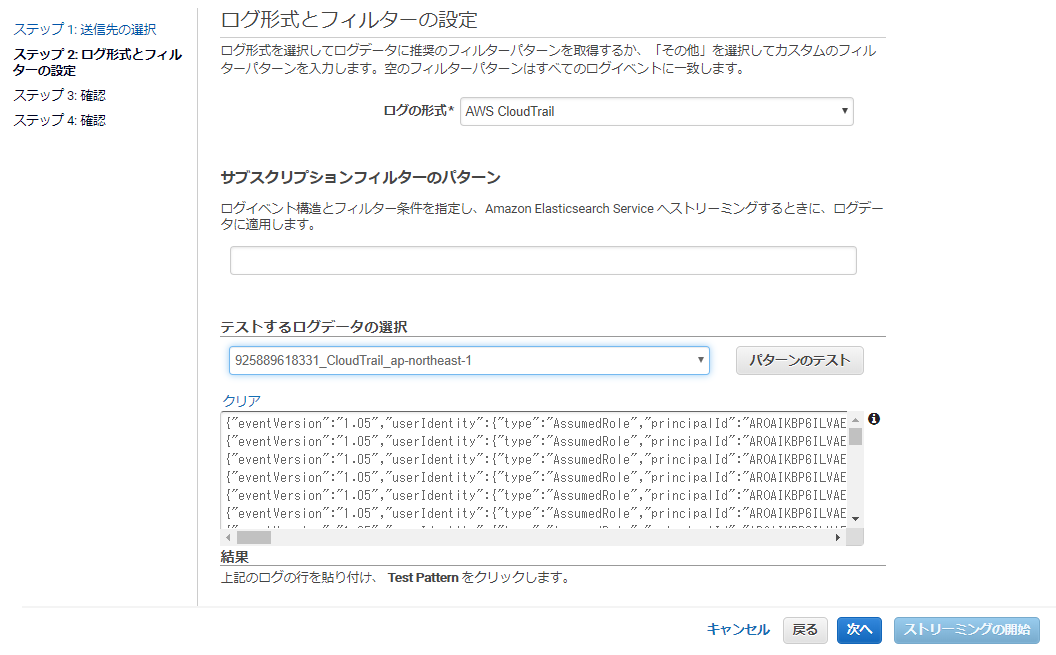 ステップ 1: 送信先の選択
ステップ 2: ログ形式とフィル
ターの設定
ステップ 3: 確認
ステップ 4: 確認
ログ形式とフィルターの設定
ログ形式を選択してログデータに推奨のフィルターパターンを取得するか、「その他」を選択してカスタムのフィル
ターパターンを入力します。空のフィルターパターンはすべてのログイベントに一致します。
ログの形式* AWS CloudTrail
サブスクリプションフィルターのパターン
ログイベント構造とフィルター条件を指定し、Amazon Elasticsearch Service へストリーミングするときに、ログデー
タに適用します。
テストするログデータの選択
925889618331_CloudTrail_ap-northeast-1 パターンのテスト
クリア
{"eventVersion":"1.05","userIdentity":{"type":"AssumedRole","principalId":"AROAIKBP6ILVAE
{"eventVersion":"1.05","userIdentity":{"type":"AssumedRole","principalId":"AROAIKBP6ILVAE
{"eventVersion":"1.05","userIdentity":{"type":"AssumedRole","principalId":"AROAIKBP6ILVAE
{"eventVersion":"1.05","userIdentity":{"type":"AssumedRole","principalId":"AROAIKBP6ILVAE
{"eventVersion":"1.05","userIdentity":{"type":"AssumedRole","principalId":"AROAIKBP6ILVAE
{"eventVersion":"1.05","userIdentity":{"type":"AssumedRole","principalId":"AROAIKBP6ILVAE
結果
上記のログの行を貼り付け、 Test Pattern をクリックします。
キャンセル 戻る 次へ ストリーミングの開始